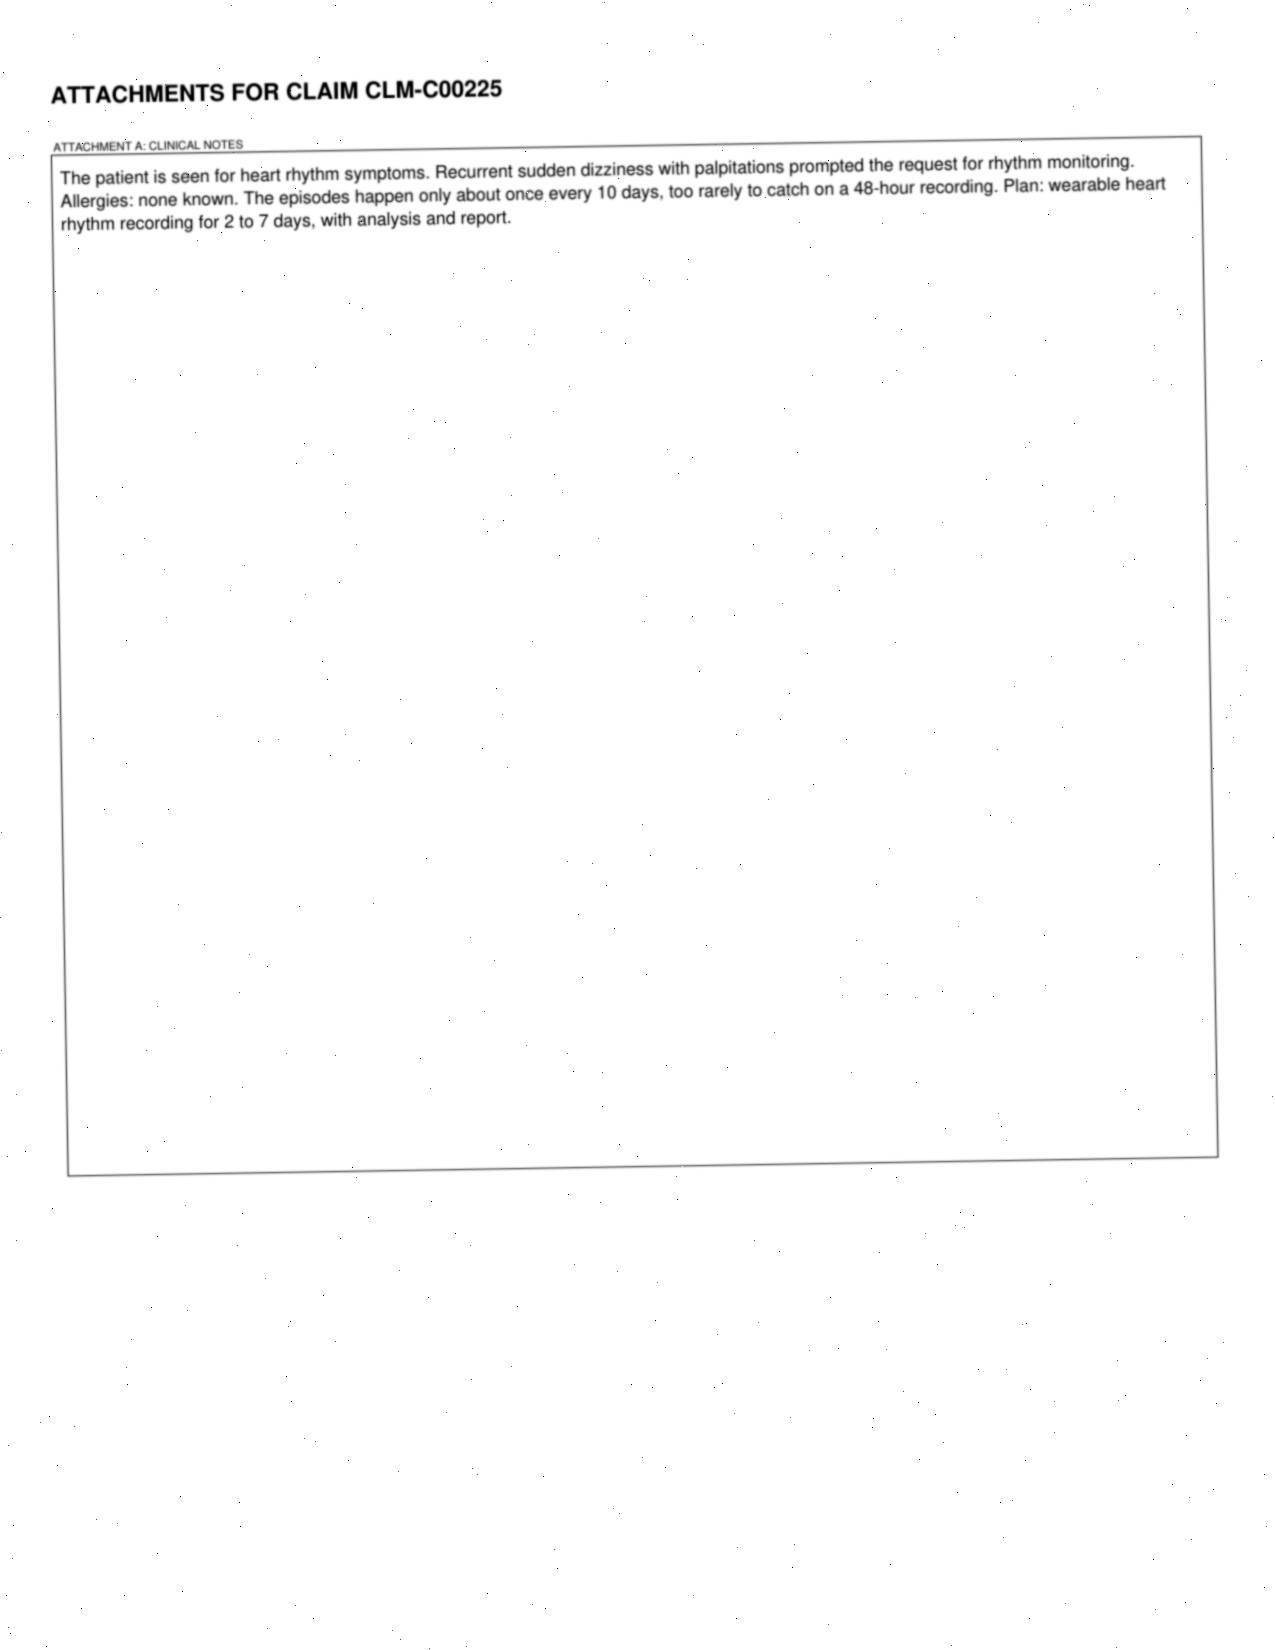 ATTACHMENTS FOR CLAIM CLM-C00225
ATTACHMENT A: CLINICAL NOTES
The patient is seen for heart rhythm symptoms. Recurrent sudden dizziness with palpitations prompted the request for rhythm monitoring.
Allergies: none known. The episodes happen only about once every 10 days, too rarely to catch on a 48-hour recording. Plan: wearable heart
rhythm recording for 2 to 7 days, with analysis and report.